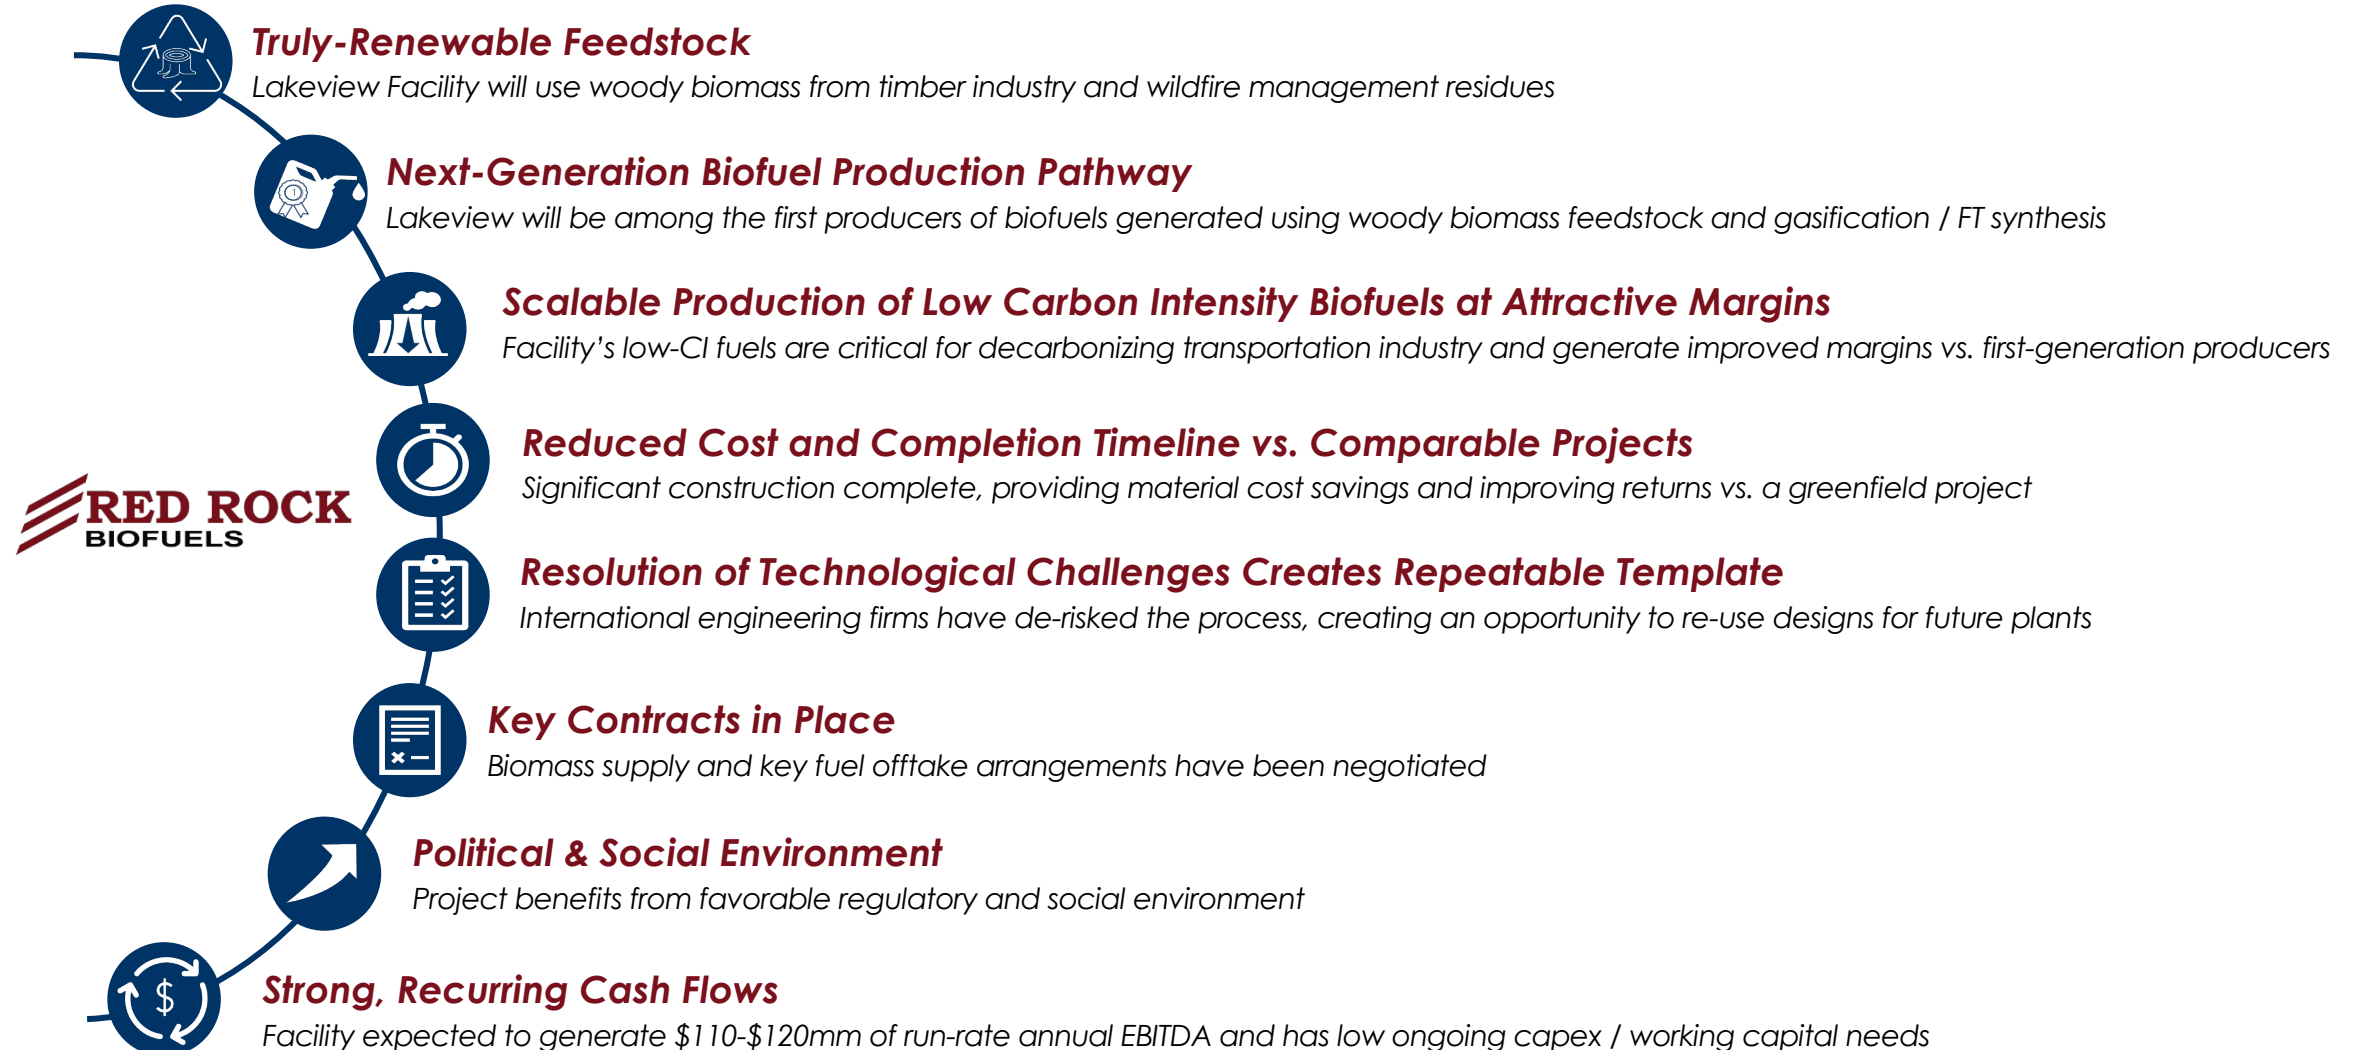 Truly-Renewable Feedstock
Lakeview Facility will use woody biomass from timber industry and wildfire management residues
Next-Generation Biofuel Production Pathway
Lakeview will be among the first producers of biofuels generated using woody biomass feedstock and gasification / FT synthesis
Scalable Production of Low Carbon Intensity Biofuels at Attractive Margins
Facility’s low-CI fuels are critical for decarbonizing transportation industry and generate improved margins vs. first-generation producers
Reduced Cost and Completion Timeline vs. Comparable Projects
Significant construction complete, providing material cost savings and improving returns vs. a greenfield project
RED ROCK
BIOFUELS
Resolution of Technological Challenges Creates Repeatable Template
International engineering firms have de-risked the process, creating an opportunity to re-use designs for future plants
Key Contracts in Place
Biomass supply and key fuel offtake arrangements have been negotiated
Political & Social Environment
Project benefits from favorable regulatory and social environment
$
Strong, Recurring Cash Flows
Facility expected to generate $110-$120mm of run-rate annual EBITDA and has low ongoing capex / working capital needs